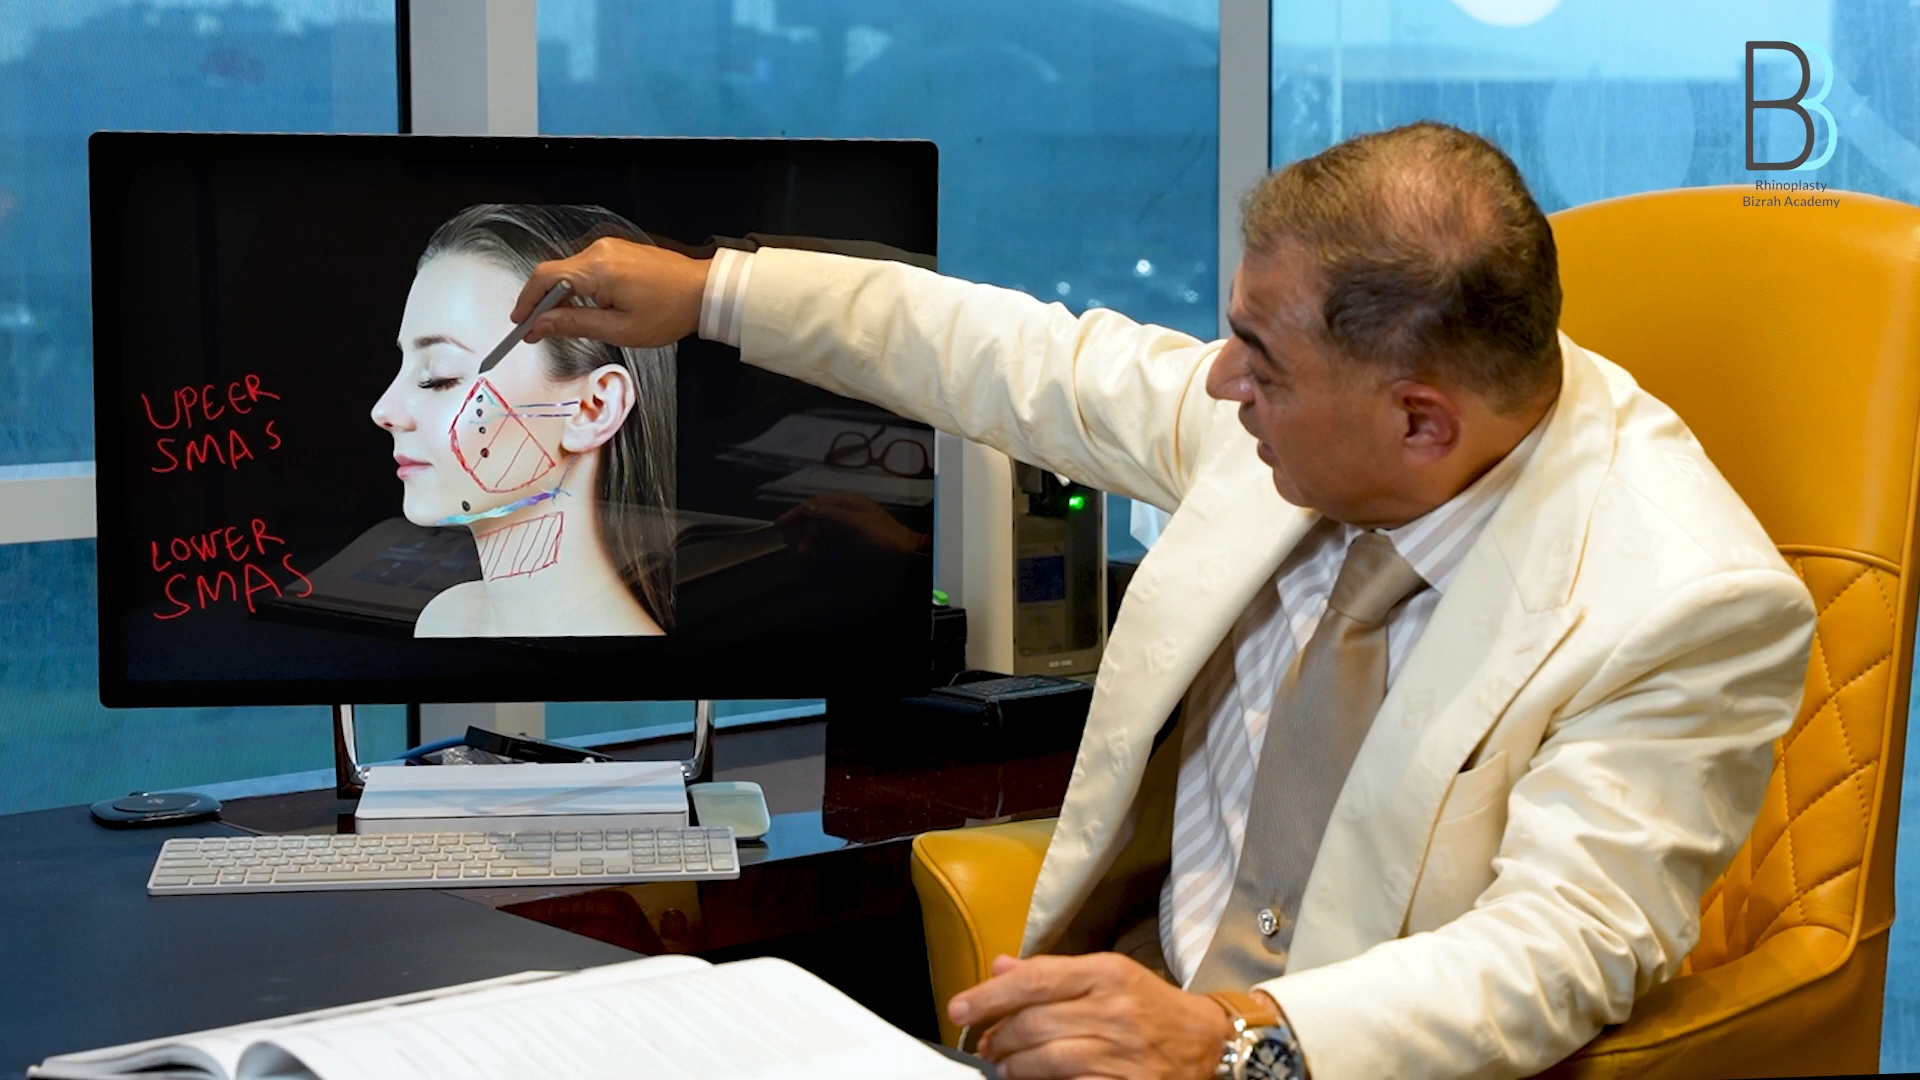 UPEER
SMAS
LOWER
SMAS
B
Rhinoplasty
Bizrah Academy